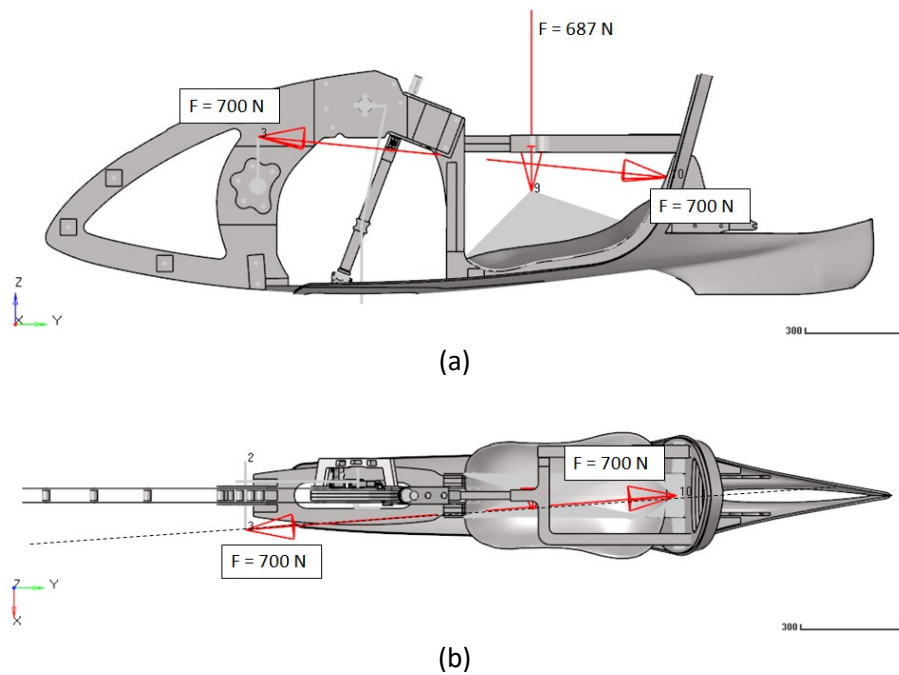 F = 687 N
F = 700 N
3
9
10
F = 700 N
Z
X Y
300
(a)
2
F = 700 N
10
3
F = 700 N
Z Y
X
300
(b)